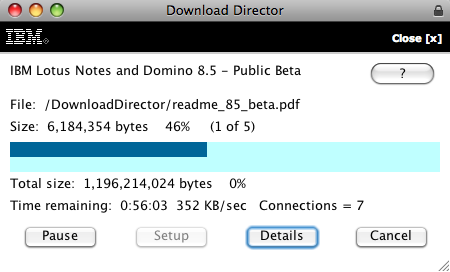 Download Director
IBM® Close [x]
IBM Lotus Notes and Domino 8.5 - Public Beta ?
File: /DownloadDirector/readme_85_beta.pdf
Size: 6,184,354 bytes 46% (1 of 5)
Total size: 1,196,214,024 bytes 0%
Time remaining: 0:56:03 352 KB/sec Connections = 7
Pause Setup Details Cancel